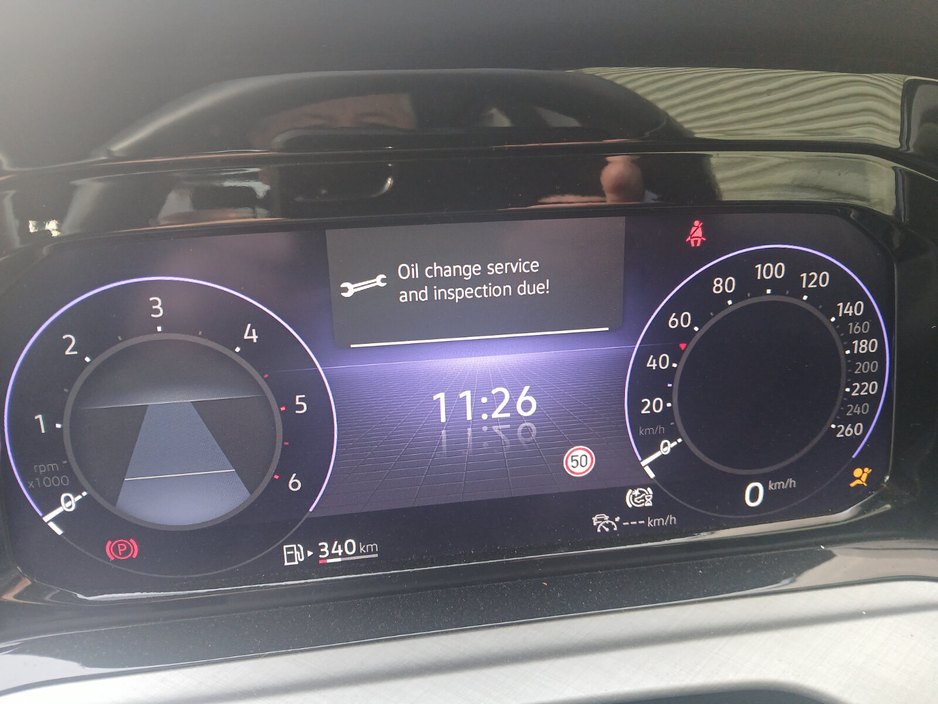 Oil change service
and inspection due!
3
2
4
1
5
rpm
x1000
0
6
11:26
50
100
80
120
60
140
160
40
180
200
20
220
240
km/h
260
0
0 km/h
P
340 km
--- km/h